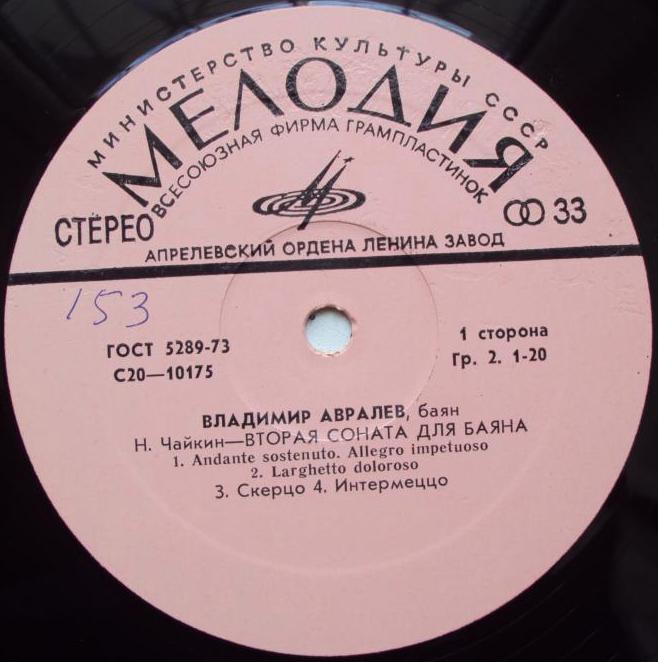 МИНИСТЕРСТВО КУЛЬТУРЫ СССР
МЕЛОДИЯ
ВСЕСОЮЗНАЯ ФИРМА ГРАМПЛАСТИНОК
СТЕРЕО
33
АПРЕЛЕВСКИЙ ОРДЕНА ЛЕНИНА ЗАВОД
153
ГОСТ 5289-73
С20—10175
1 сторона
Гр. 2. 1-20
ВЛАДИМИР АВРАЛЕВ, баян
Н. Чайкин—ВТОРАЯ СОНАТА ДЛЯ БАЯНА
1. Andante sostenuto. Allegro impetuoso
2. Larghetto doloroso
3. Скерцо 4. Интермеццо